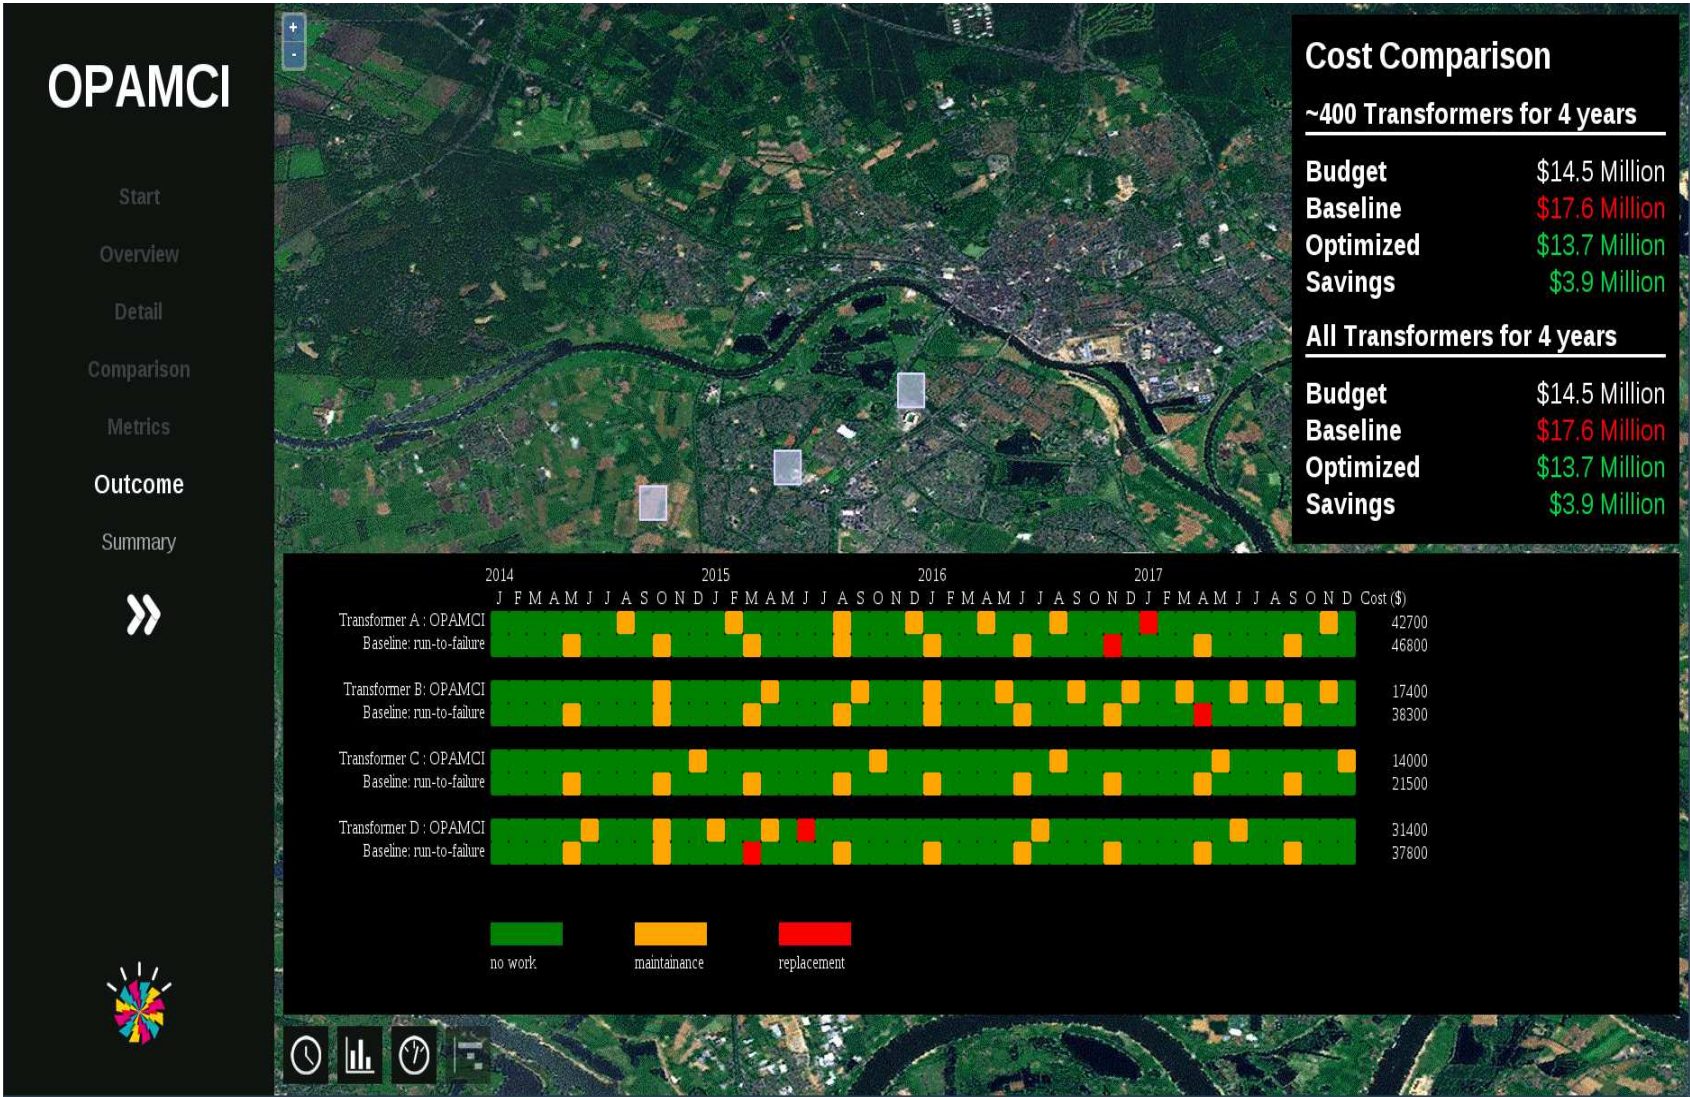 OPAMCI
Start
Overview
Detail
Comparison
Metrics
Outcome
Summary
+
-
Cost Comparison
~400 Transformers for 4 years
Budget $14.5 Million
Baseline $17.6 Million
Optimized $13.7 Million
Savings $3.9 Million
All Transformers for 4 years
Budget $14.5 Million
Baseline $17.6 Million
Optimized $13.7 Million
Savings $3.9 Million
2014 2015 2016 2017
J F M A M J J A S O N D J F M A M J J A S O N D J F M A M J J A S O N D J F M A M J J A S O N D Cost ($)
Transformer A : OPAMCI 42700
Baseline: run-to-failure 46800
Transformer B: OPAMCI 17400
Baseline: run-to-failure 38300
Transformer C : OPAMCI 14000
Baseline: run-to-failure 21500
Transformer D : OPAMCI 31400
Baseline: run-to-failure 37800
no work maintainance replacement